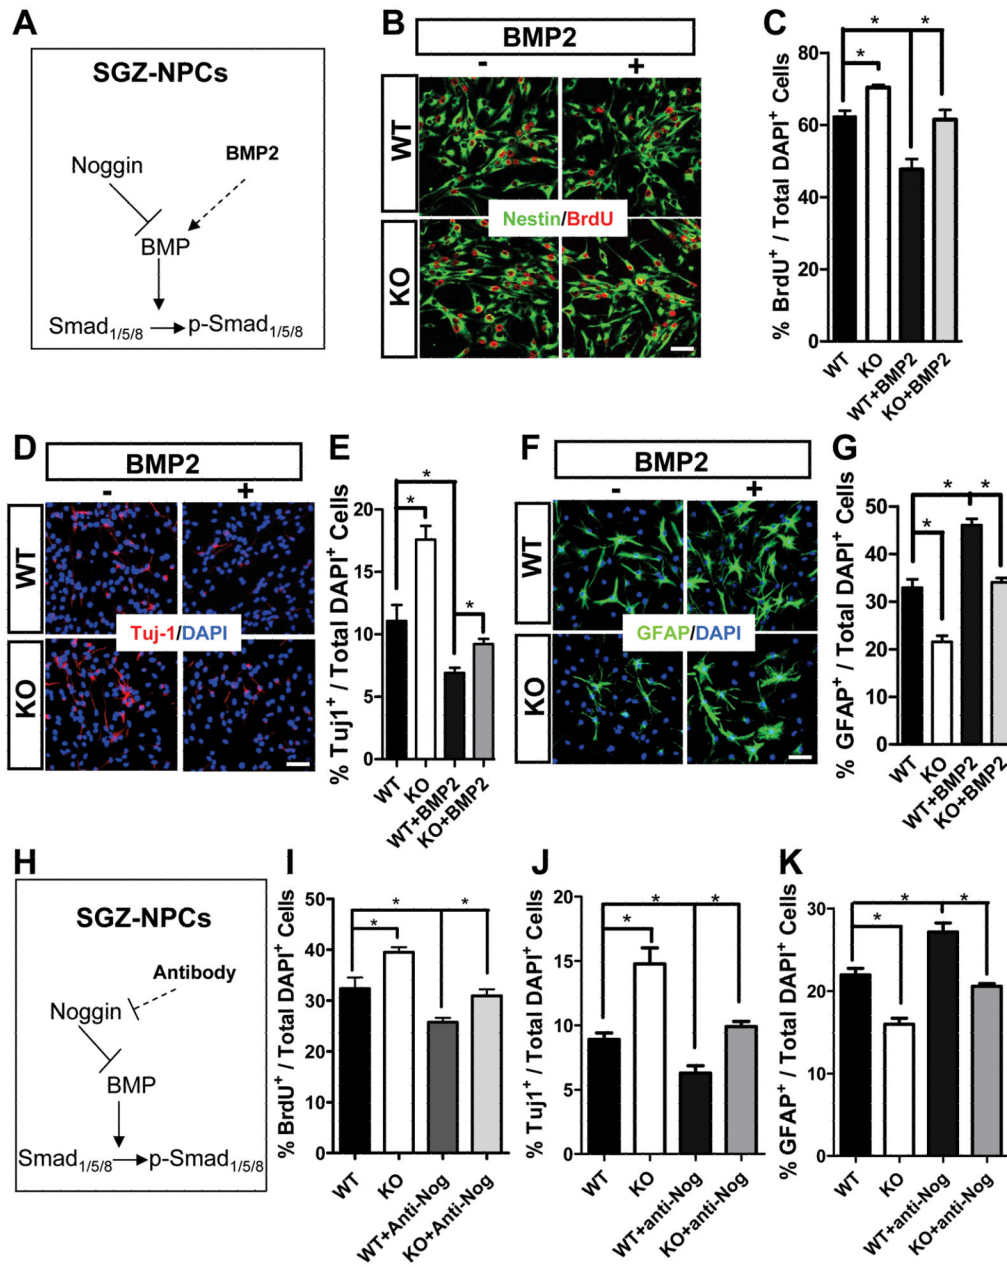 A
SGZ-NPCs
Noggin
BMP2
BMP
Smad1/5/8
p-Smad1/5/8
B
BMP2
-
+
WT
KO
Nestin/BrdU
C
% BrdU+ / Total DAPI+ Cells
80
60
40
20
0
*
*
*
WT
KO
WT+BMP2
KO+BMP2
D
BMP2
-
+
WT
KO
Tuj-1/DAPI
E
% Tuj1+ / Total DAPI+ Cells
20
15
10
5
0
*
*
*
WT
KO
WT+BMP2
KO+BMP2
F
BMP2
-
+
WT
KO
GFAP/DAPI
G
% GFAP+ / Total DAPI+ Cells
50
40
30
20
10
0
*
*
*
WT
KO
WT+BMP2
KO+BMP2
H
SGZ-NPCs
Antibody
Noggin
BMP
Smad1/5/8
p-Smad1/5/8
I
% BrdU+ / Total DAPI+ Cells
50
40
30
20
10
0
*
*
*
WT
KO
WT+Anti-Nog
KO+Anti-Nog
J
% Tuj1+ / Total DAPI+ Cells
20
15
10
5
0
*
*
*
WT
KO
WT+anti-Nog
KO+anti-Nog
K
% GFAP+ / Total DAPI+ Cells
30
20
10
0
*
*
*
WT
KO
WT+anti-Nog
KO+anti-Nog